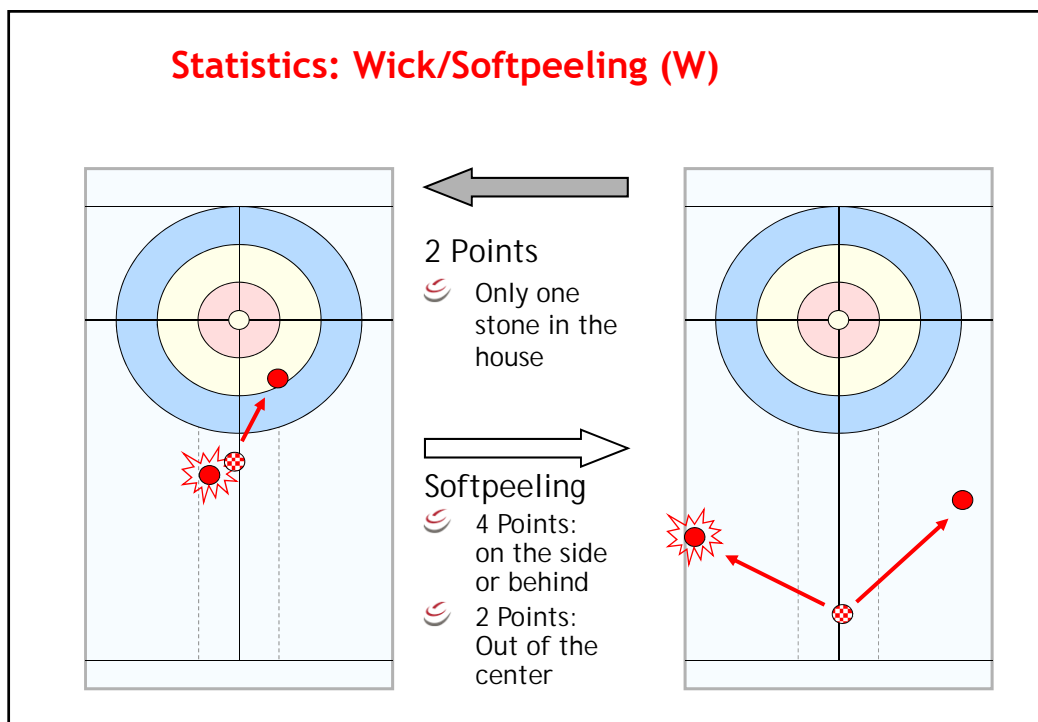 Statistics: Wick/Softpeeling (W)
2 Points
Only one
stone in the
house
Softpeeling
4 Points:
on the side
or behind
2 Points:
Out of the
center